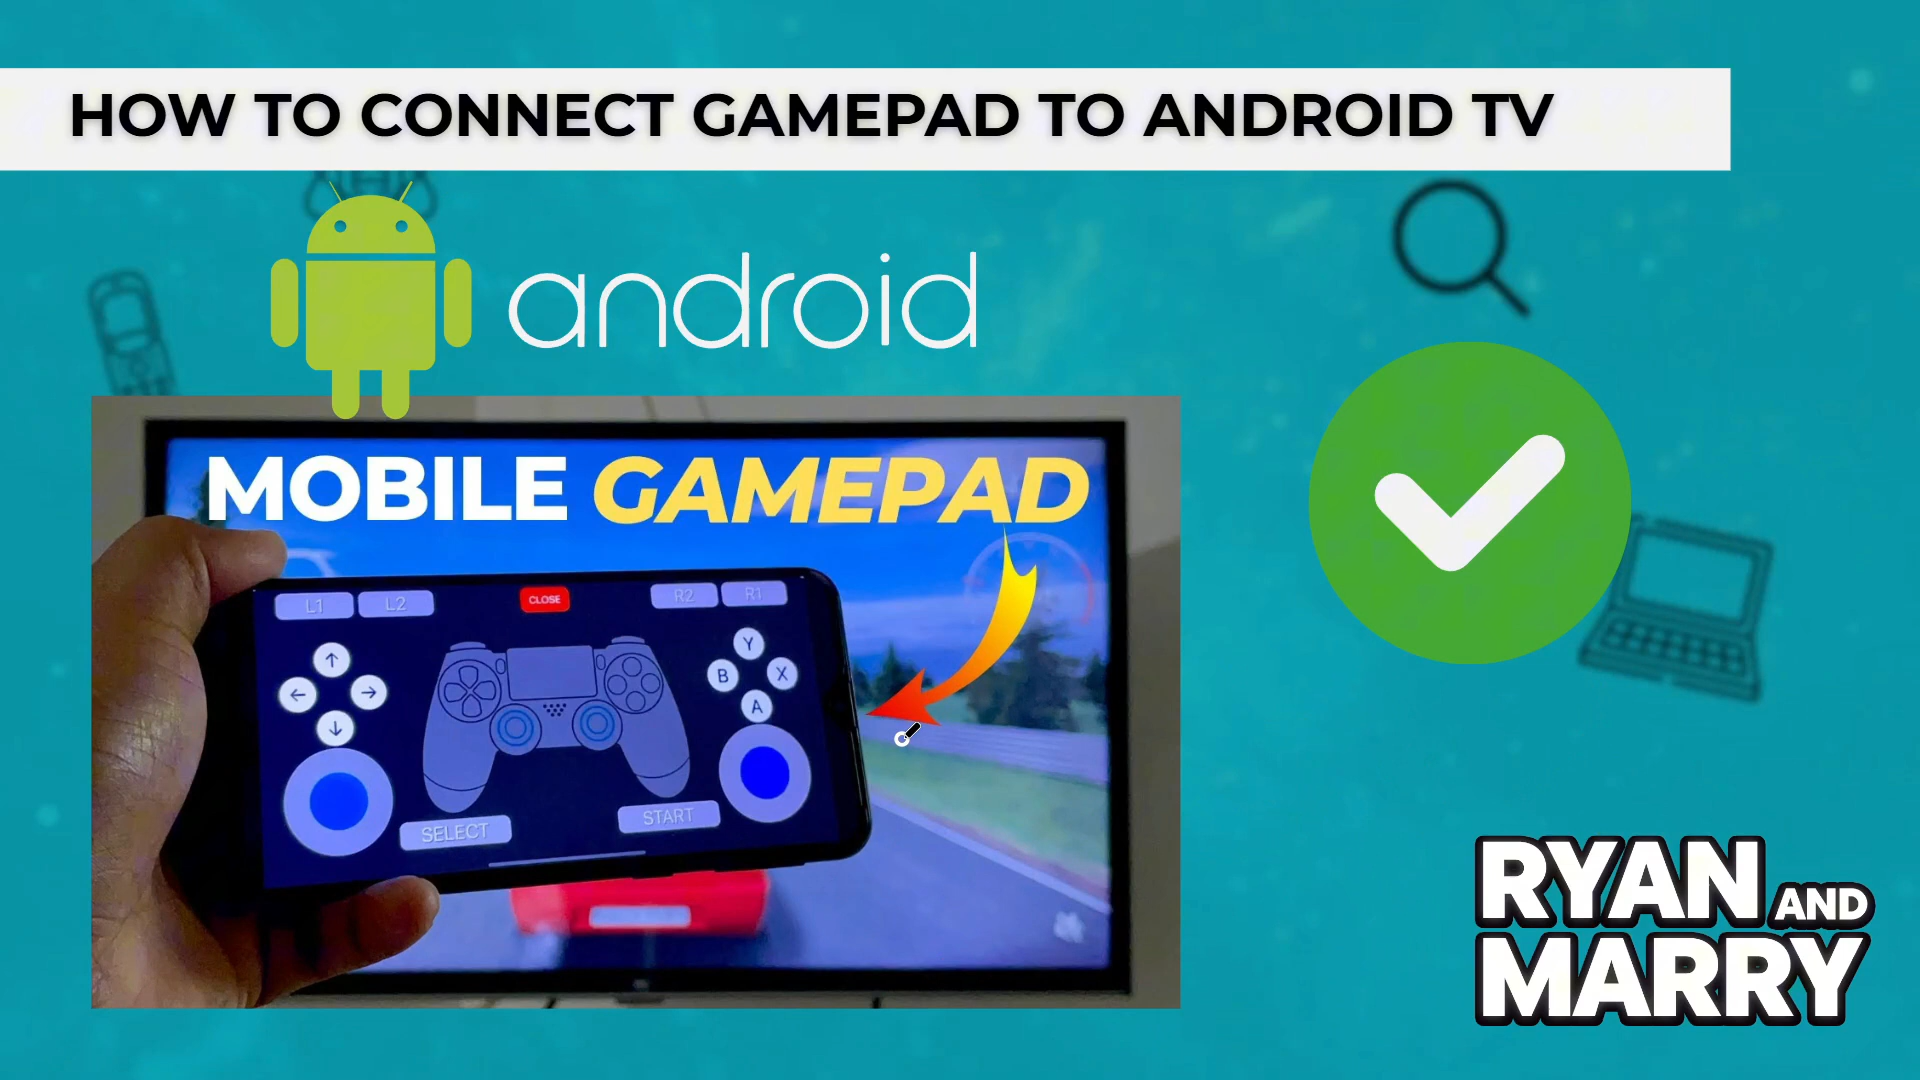 HOW TO CONNECT GAMEPAD TO ANDROID TV
android
MOBILE GAMEPAD
L1 L2 CLOSE R2 R1
Y
B X
A
SELECT START
RYAN AND
MARRY